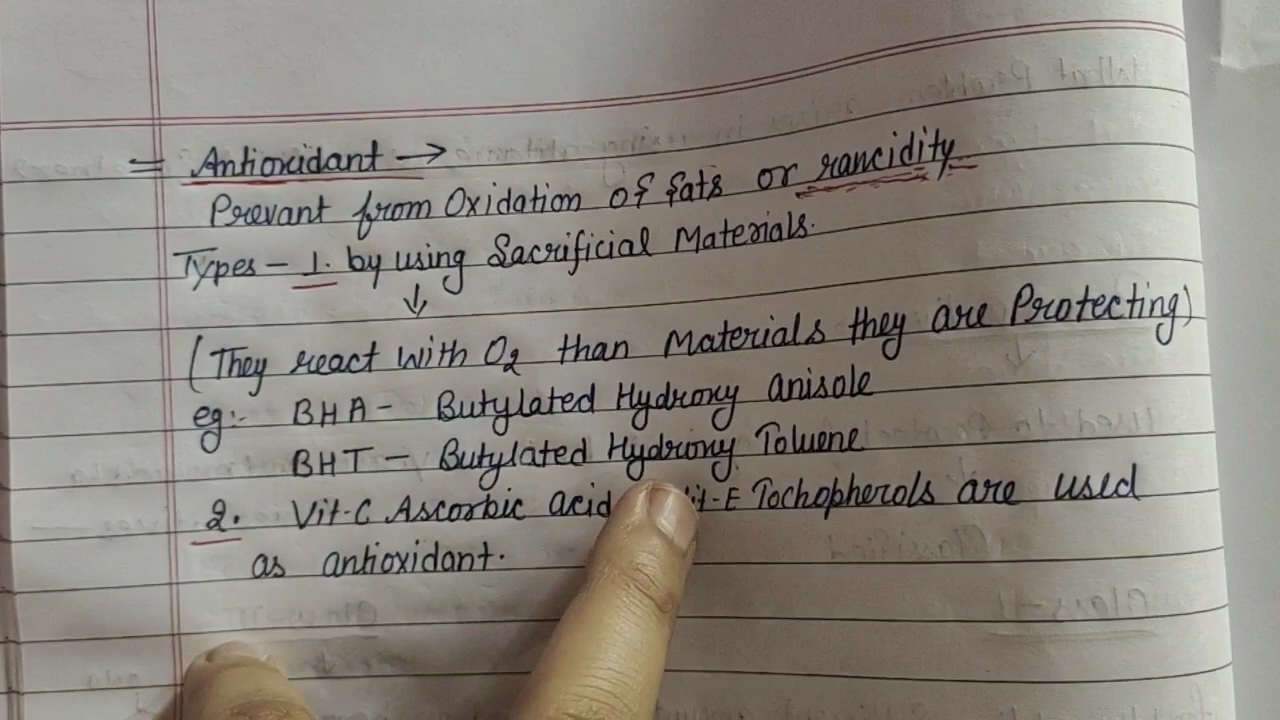 = Antioxidant →
Prevant from Oxidation of fats or rancidity
Types - 1. by using Sacrificial Materials.
↓
(They react with O2 than Materials they are Protecting)
eg:- BHA - Butylated Hydroxy anisole
BHT - Butylated Hydroxy Toluene
2. Vit-C Ascorbic acid it-E Tochopherols are used
as antioxidant.